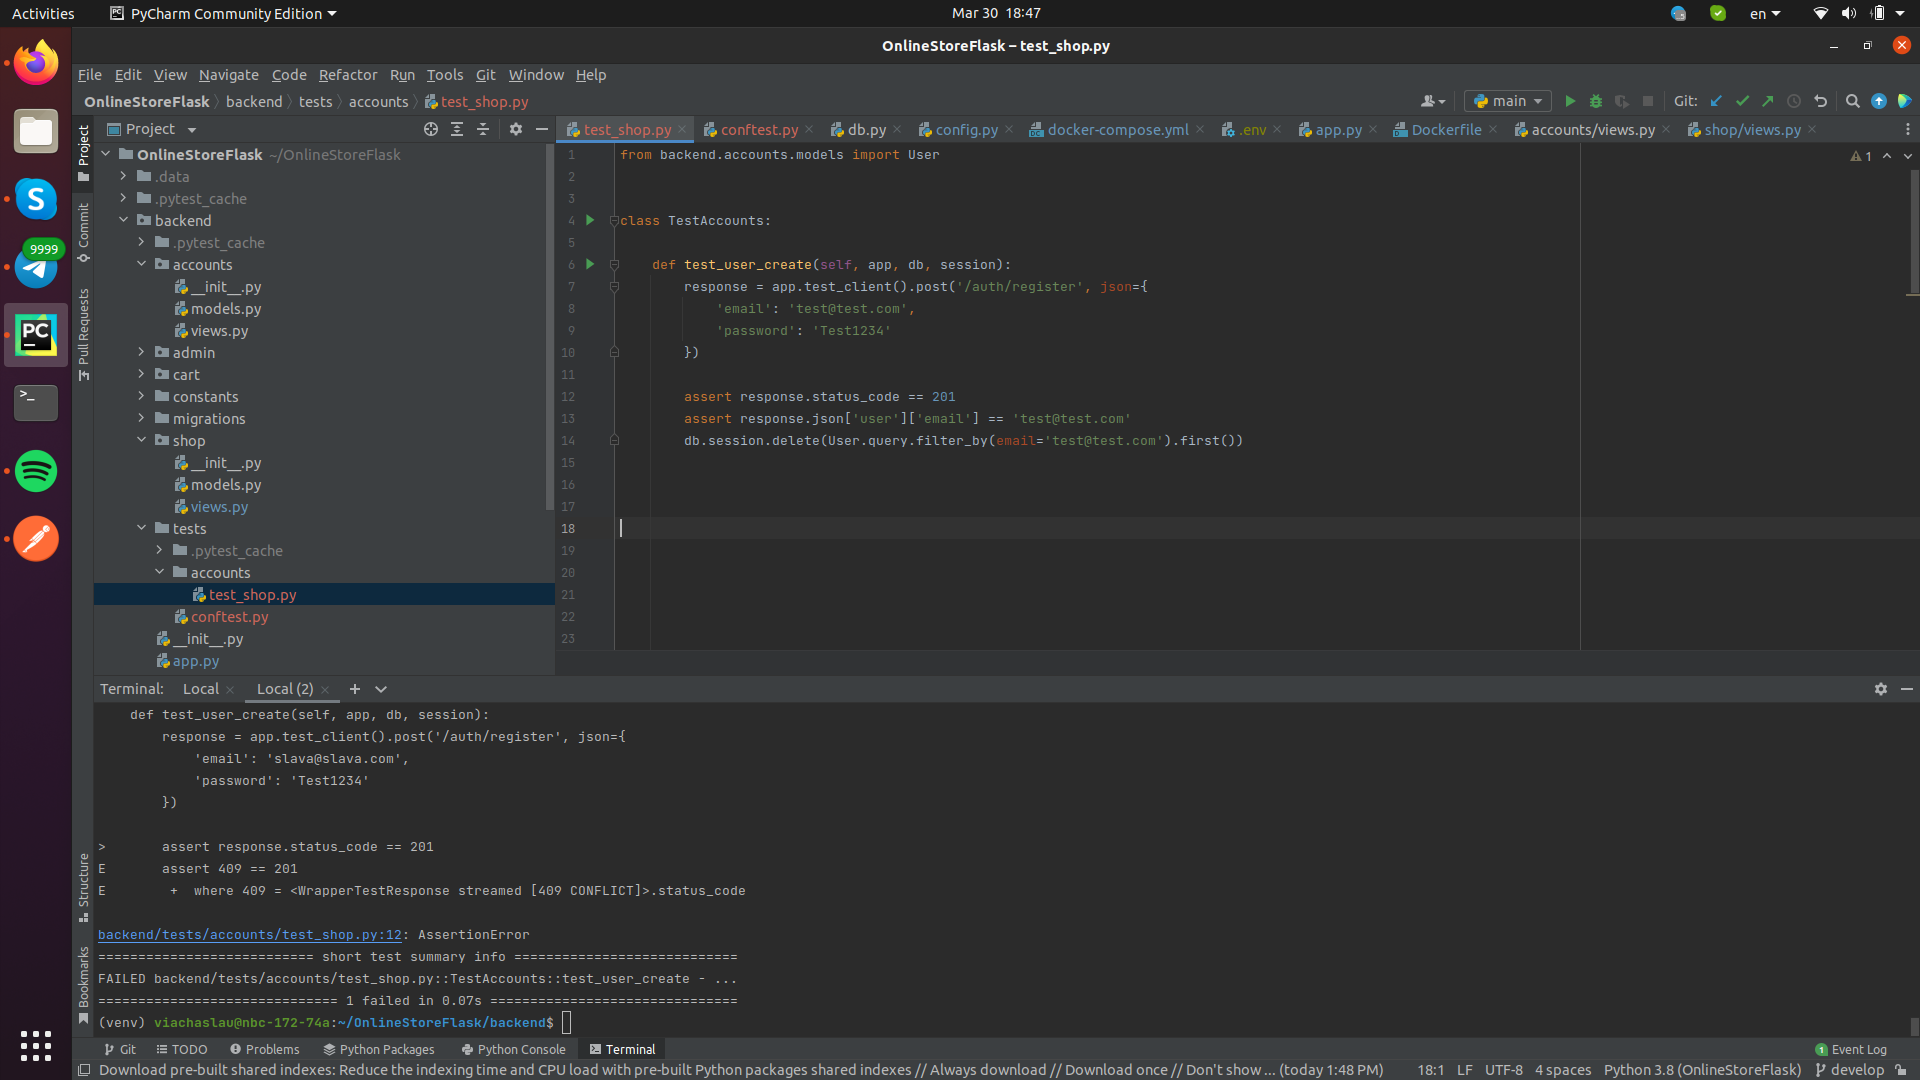 Activities
PyCharm Community Edition
Mar 30 18:47
en
OnlineStoreFlask – test_shop.py
File Edit View Navigate Code Refactor Run Tools Git Window Help
OnlineStoreFlask backend tests accounts test_shop.py
main
Git:
Project
test_shop.py conftest.py db.py config.py docker-compose.yml .env app.py Dockerfile accounts/views.py shop/views.py
OnlineStoreFlask ~/OnlineStoreFlask
.data
.pytest_cache
backend
.pytest_cache
accounts
__init__.py
models.py
views.py
admin
cart
constants
migrations
shop
__init__.py
models.py
views.py
tests
.pytest_cache
accounts
test_shop.py
conftest.py
__init__.py
app.py
Project
Commit
Pull Requests
Structure
Bookmarks
9999
S
PC
>_
1 from backend.accounts.models import User
2
3
4 class TestAccounts:
5
6 def test_user_create(self, app, db, session):
7 response = app.test_client().post('/auth/register', json={
8 'email': 'test@test.com',
9 'password': 'Test1234'
10 })
11
12 assert response.status_code == 201
13 assert response.json['user']['email'] == 'test@test.com'
14 db.session.delete(User.query.filter_by(email='test@test.com').first())
15
16
17
18
19
20
21
22
23
1
Terminal: Local Local (2)
def test_user_create(self, app, db, session):
response = app.test_client().post('/auth/register', json={
'email': 'slava@slava.com',
'password': 'Test1234'
})
> assert response.status_code == 201
E assert 409 == 201
E + where 409 = <WrapperTestResponse streamed [409 CONFLICT]>.status_code
backend/tests/accounts/test_shop.py:12: AssertionError
=========================== short test summary info ============================
FAILED backend/tests/accounts/test_shop.py::TestAccounts::test_user_create - ...
============================== 1 failed in 0.07s ===============================
(venv) viachaslau@nbc-172-74a:~/OnlineStoreFlask/backend$
Git TODO Problems Python Packages Python Console Terminal
1 Event Log
Download pre-built shared indexes: Reduce the indexing time and CPU load with pre-built Python packages shared indexes // Always download // Download once // Don't show ... (today 1:48 PM)
18:1 LF UTF-8 4 spaces Python 3.8 (OnlineStoreFlask) develop